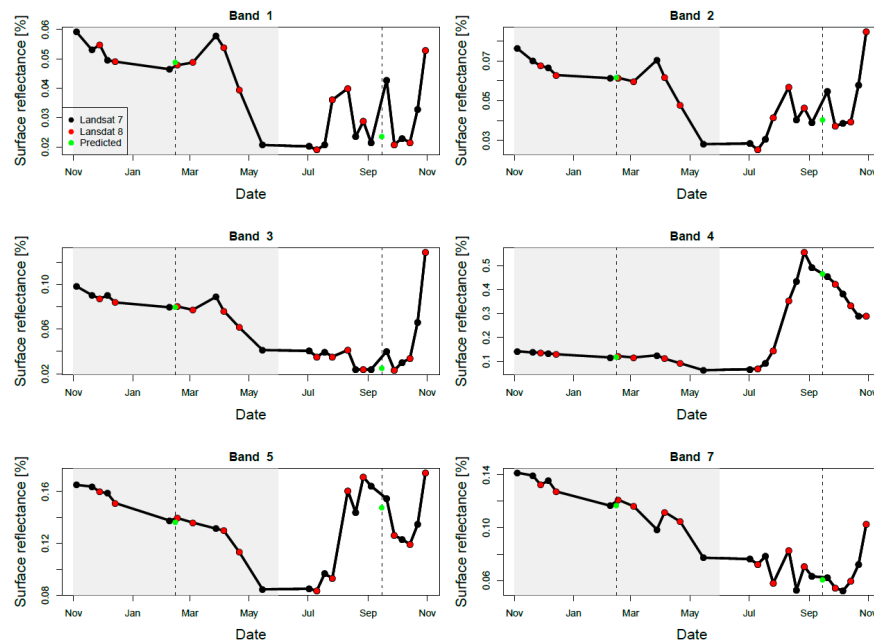 Band 1
Surface reflectance [%]
0.02 0.03 0.04 0.05 0.06
Landsat 7
Lansdat 8
Predicted
Nov Jan Mar May Jul Sep Nov
Date
Band 2
Surface reflectance [%]
0.03 0.05 0.07
Nov Jan Mar May Jul Sep Nov
Date
Band 3
Surface reflectance [%]
0.02 0.06 0.10
Nov Jan Mar May Jul Sep Nov
Date
Band 4
Surface reflectance [%]
0.1 0.2 0.3 0.4 0.5
Nov Jan Mar May Jul Sep Nov
Date
Band 5
Surface reflectance [%]
0.08 0.12 0.16
Nov Jan Mar May Jul Sep Nov
Date
Band 7
Surface reflectance [%]
0.06 0.10 0.14
Nov Jan Mar May Jul Sep Nov
Date